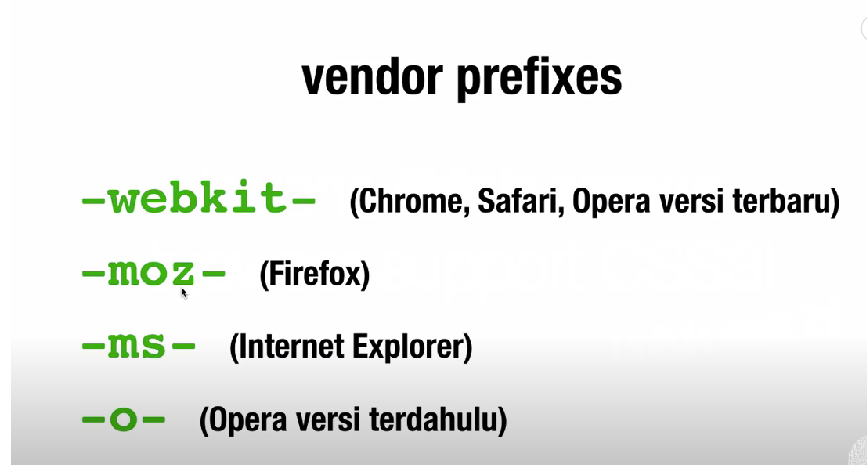 vendor prefixes
-webkit- (Chrome, Safari, Opera versi terbaru)
-moz- (Firefox)
-ms- (Internet Explorer)
-o- (Opera versi terdahulu)